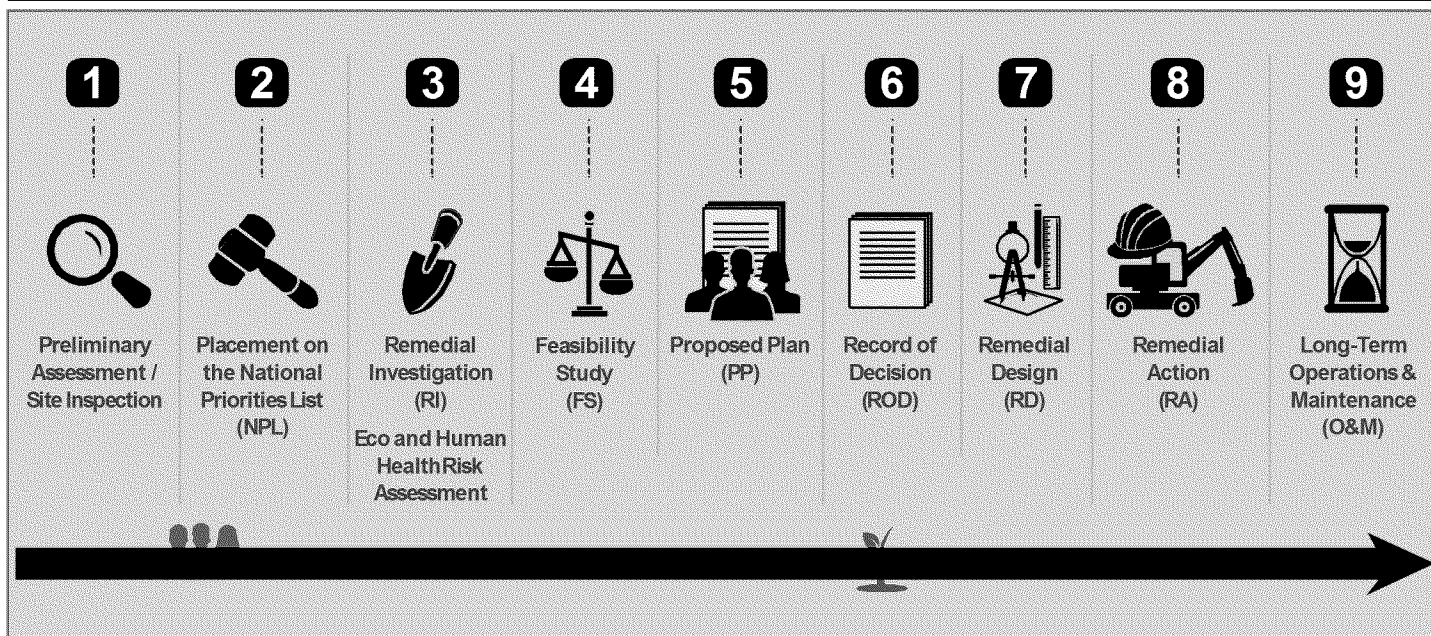 1
2
3
4
5
6
7
8
9
Preliminary
Assessment /
Site Inspection
Placement on
the National
Priorities List
(NPL)
Remedial
Investigation
(RI)
Eco and Human
Health Risk
Assessment
Feasibility
Study
(FS)
Proposed Plan
(PP)
Record of
Decision
(ROD)
Remedial
Design
(RD)
Remedial
Action
(RA)
Long-Term
Operations &
Maintenance
(O&M)